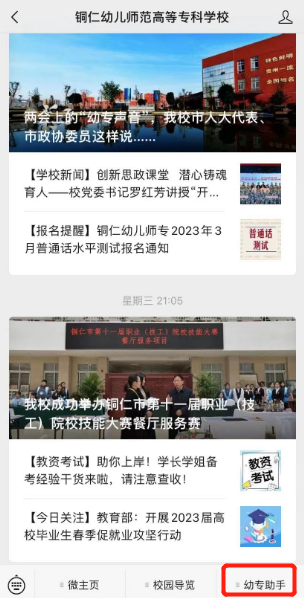 铜仁幼儿师范高等专科学校
两会上的“幼专声音”，我校市人大代表、
市政协委员这样说……
【学校新闻】创新思政课堂 潜心铸魂
育人——校党委书记罗红芳讲授“开...
【报名提醒】铜仁幼儿师专2023年3
月普通话水平测试报名通知
普通话
测试
星期三 21:05
铜仁市第十一届职业（技工）院校技能大赛
餐厅服务项目
我校成功举办铜仁市第十一届职业（技
工）院校技能大赛餐厅服务赛
【教资考试】助你上岸！学长学姐备
考经验干货来啦，请注意查收！
教资
考试
【今日关注】教育部：开展2023届高
校毕业生春季促就业攻坚行动
微主页
校园导览
幼专助手